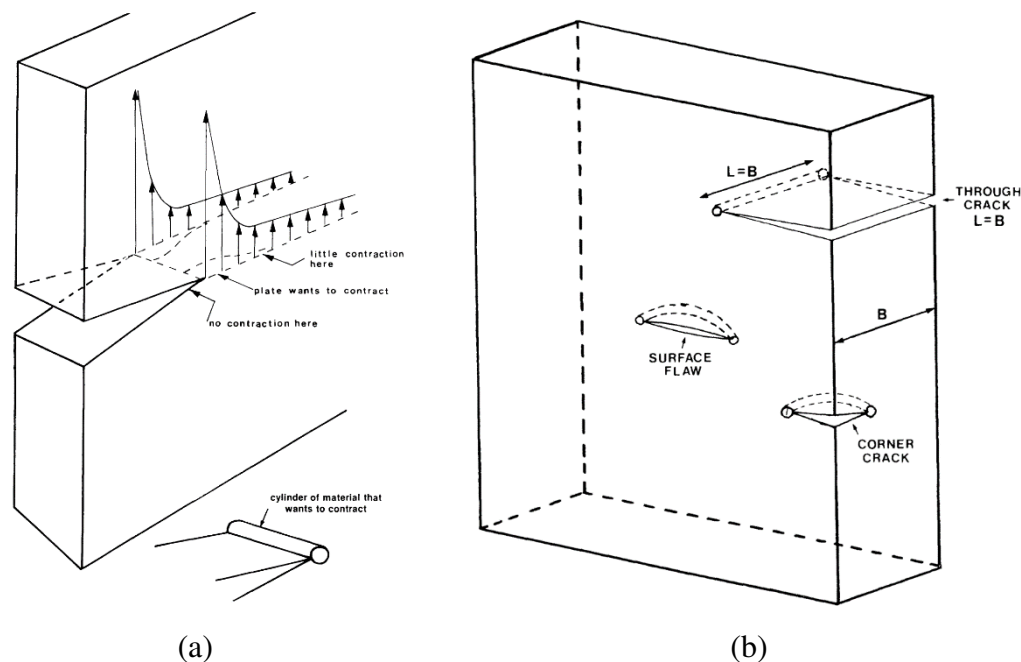 little contraction
here
plate wants to contract
no contraction here
cylinder of material that
wants to contract
(a)
L=B
THROUGH
CRACK
L=B
B
SURFACE
FLAW
CORNER
CRACK
(b)